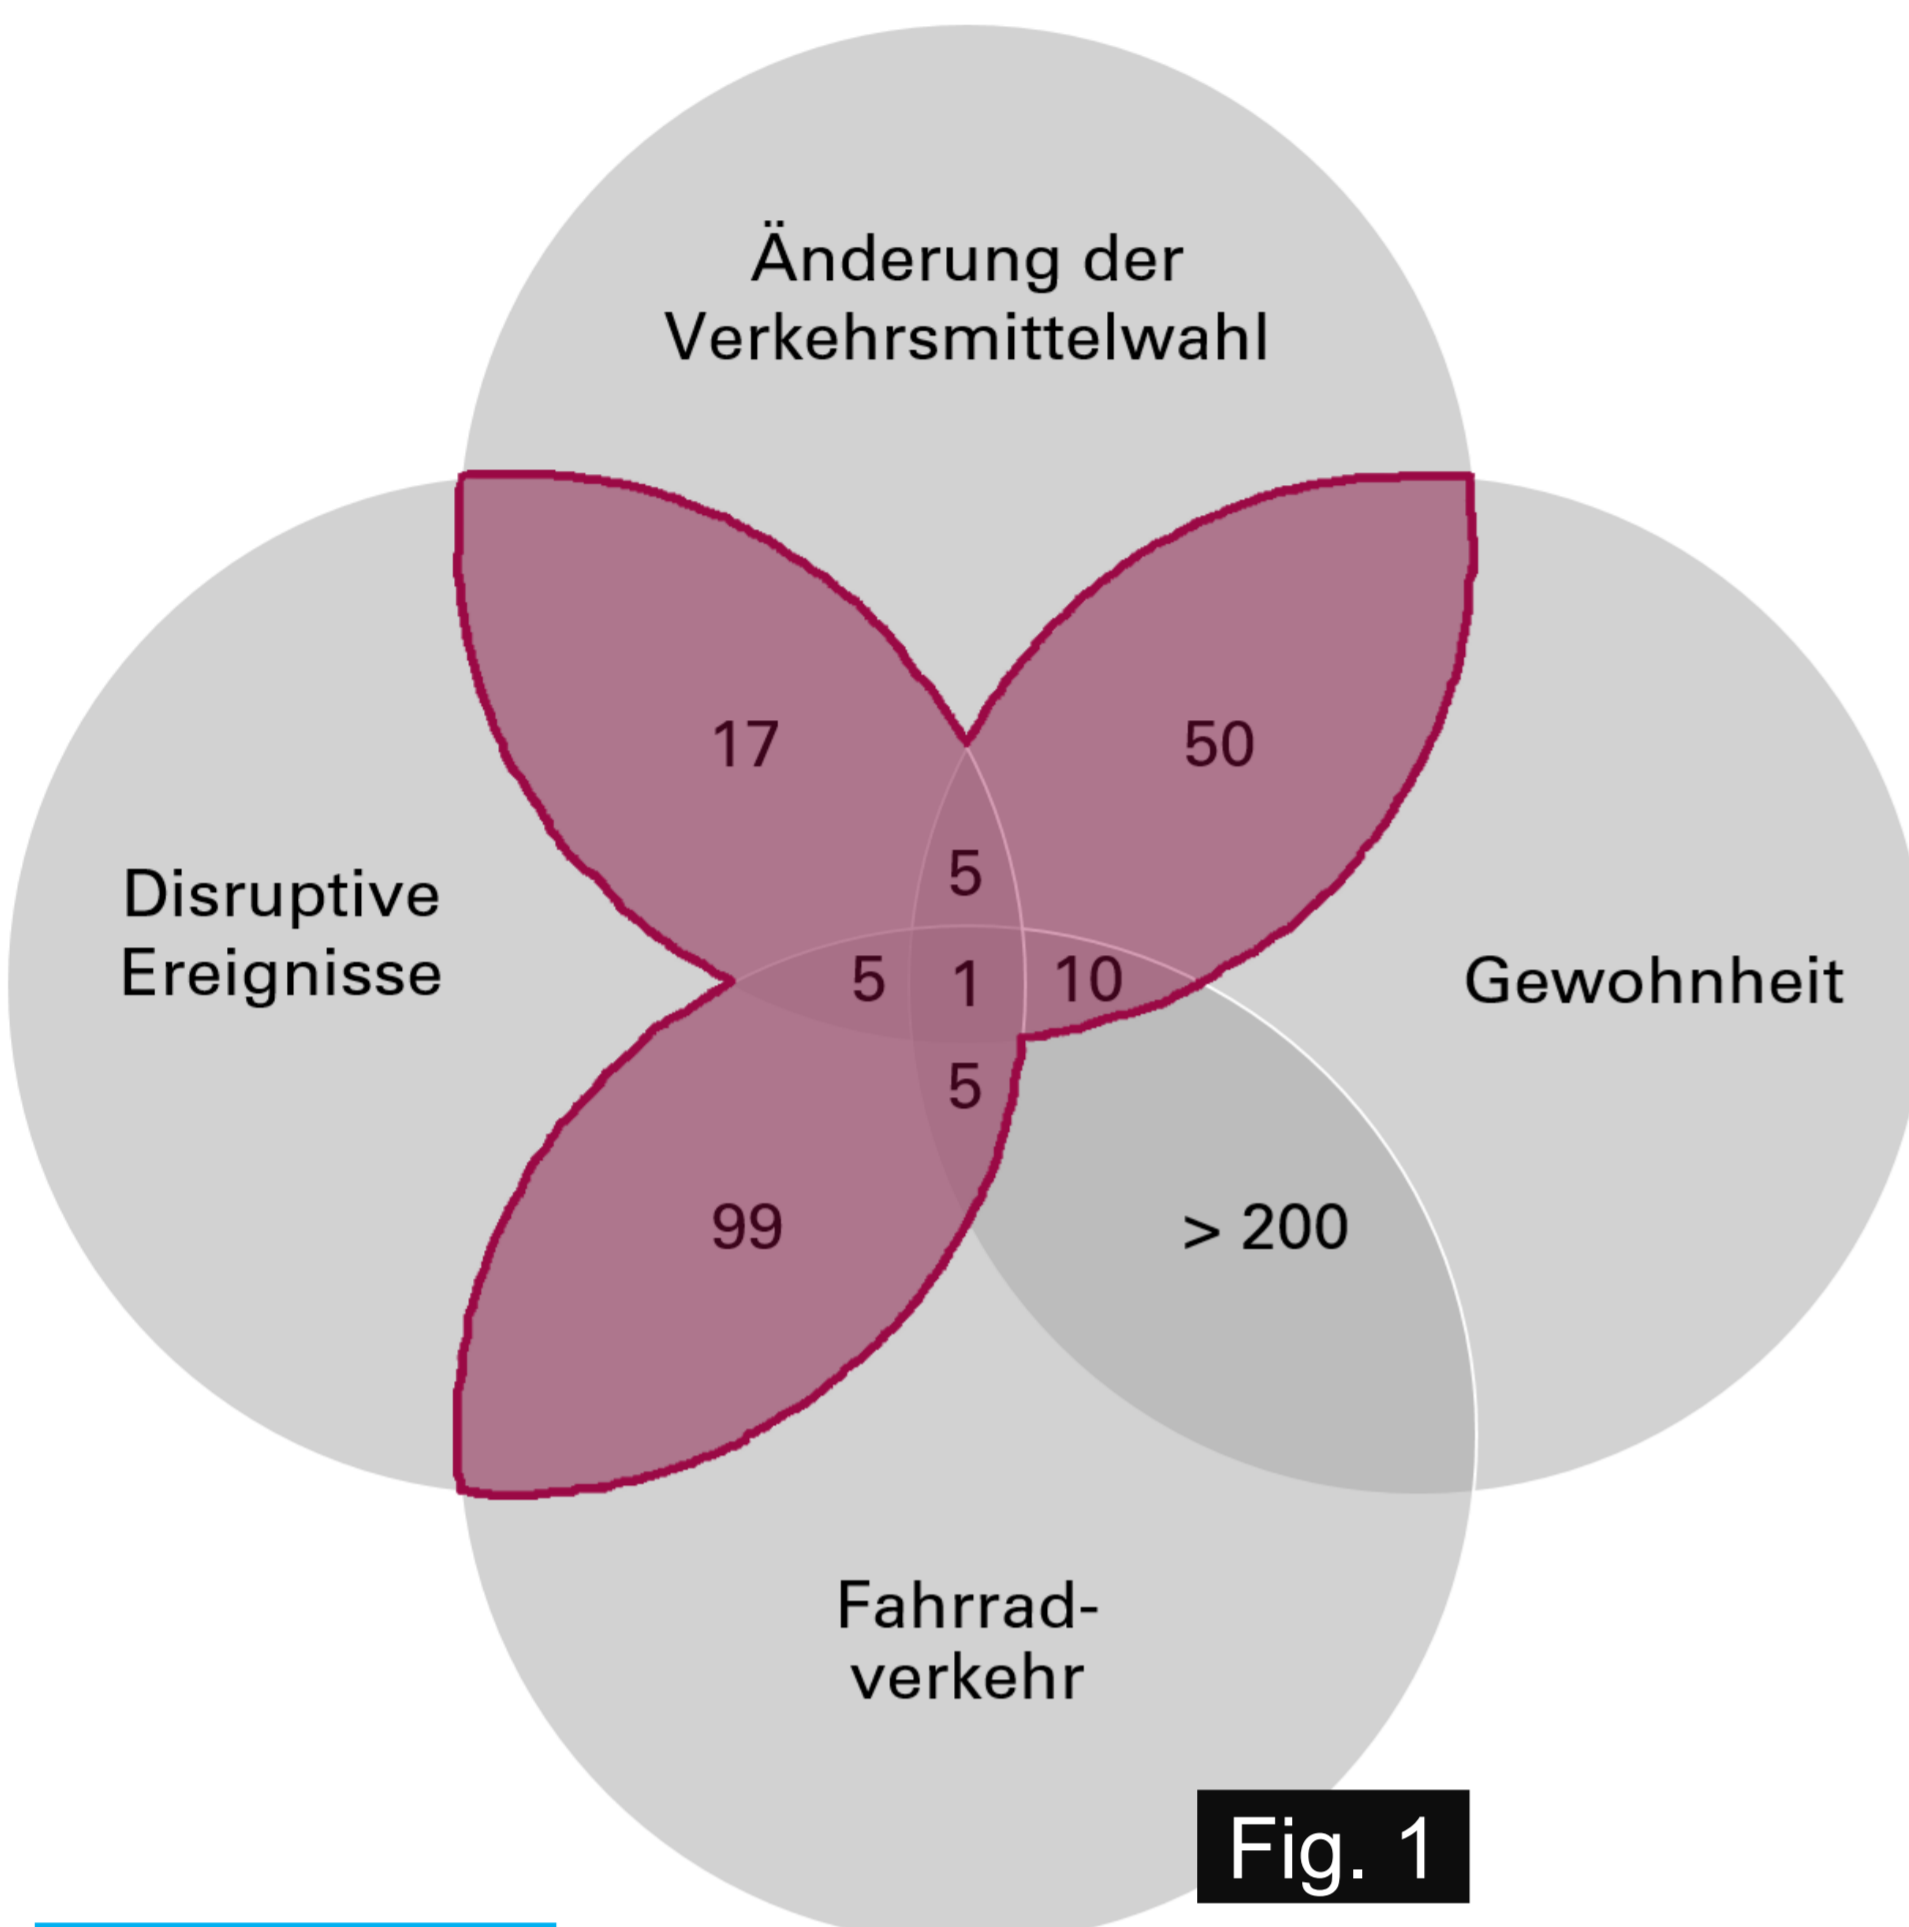 Änderung der
Verkehrsmittelwahl
17
50
5
Disruptive
Ereignisse
5 1 10
Gewohnheit
5
99
> 200
Fahrrad-
verkehr
Fig. 1